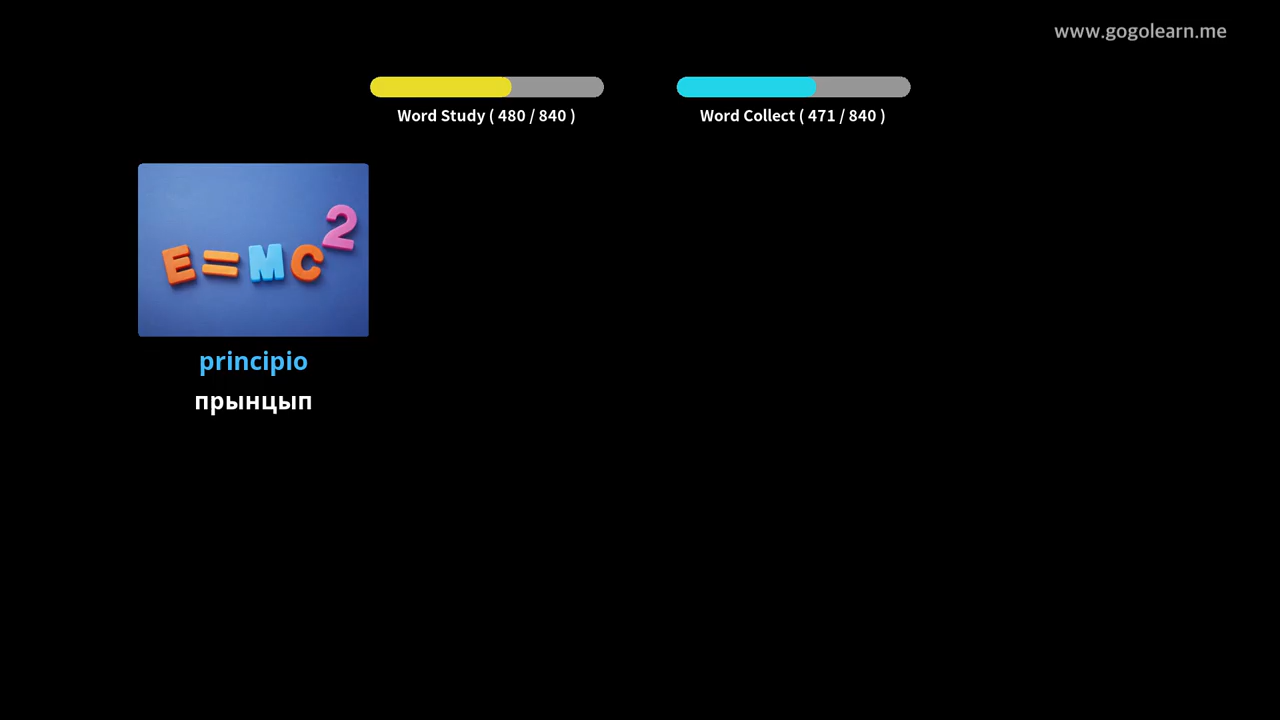 www.gogolearn.me
Word Study ( 480 / 840 )
Word Collect ( 471 / 840 )
E=MC2
principio
прынцып